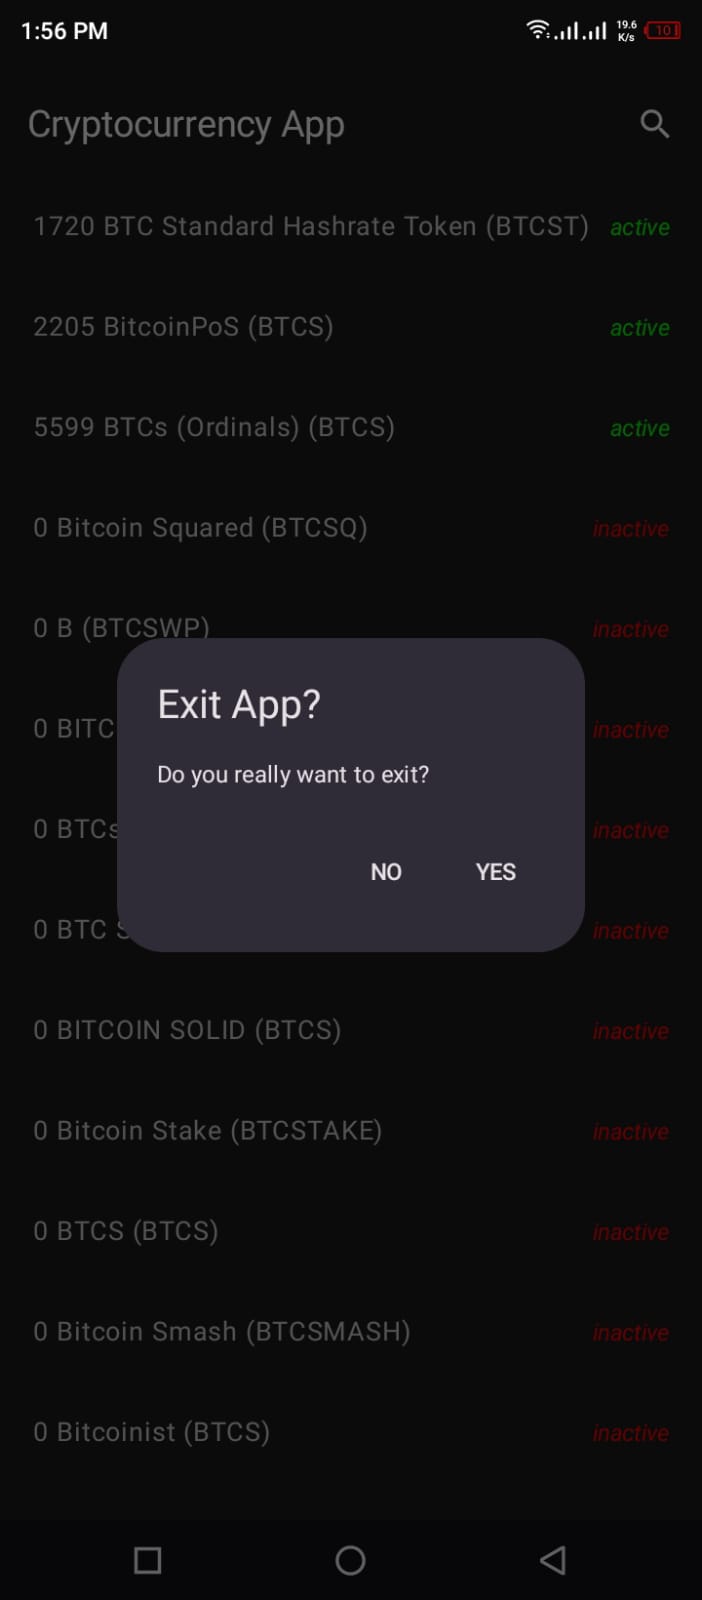 1:56 PM
19.6
K/s
10
Cryptocurrency App
1720 BTC Standard Hashrate Token (BTCST) active
2205 BitcoinPoS (BTCS) active
5599 BTCs (Ordinals) (BTCS) active
0 Bitcoin Squared (BTCSQ) inactive
0 B (BTCSWP) inactive
0 BITC inactive
0 BTCs inactive
0 BTC S inactive
Exit App?
Do you really want to exit?
NO YES
0 BITCOIN SOLID (BTCS) inactive
0 Bitcoin Stake (BTCSTAKE) inactive
0 BTCS (BTCS) inactive
0 Bitcoin Smash (BTCSMASH) inactive
0 Bitcoinist (BTCS) inactive